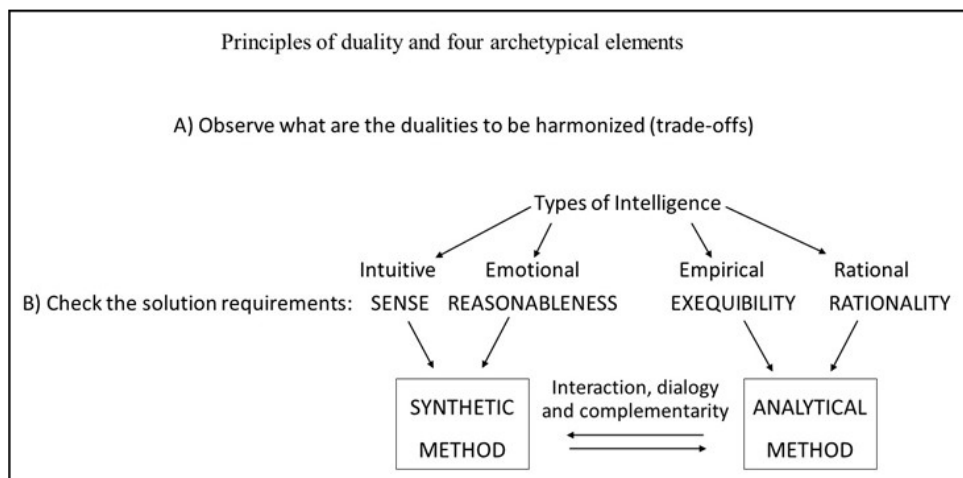 Principles of duality and four archetypical elements
A) Observe what are the dualities to be harmonized (trade-offs)
Types of Intelligence
Intuitive Emotional Empirical Rational
B) Check the solution requirements: SENSE REASONABLENESS EXEQUIBILITY RATIONALITY
Interaction, dialogy
and complementarity
SYNTHETIC
METHOD
ANALYTICAL
METHOD